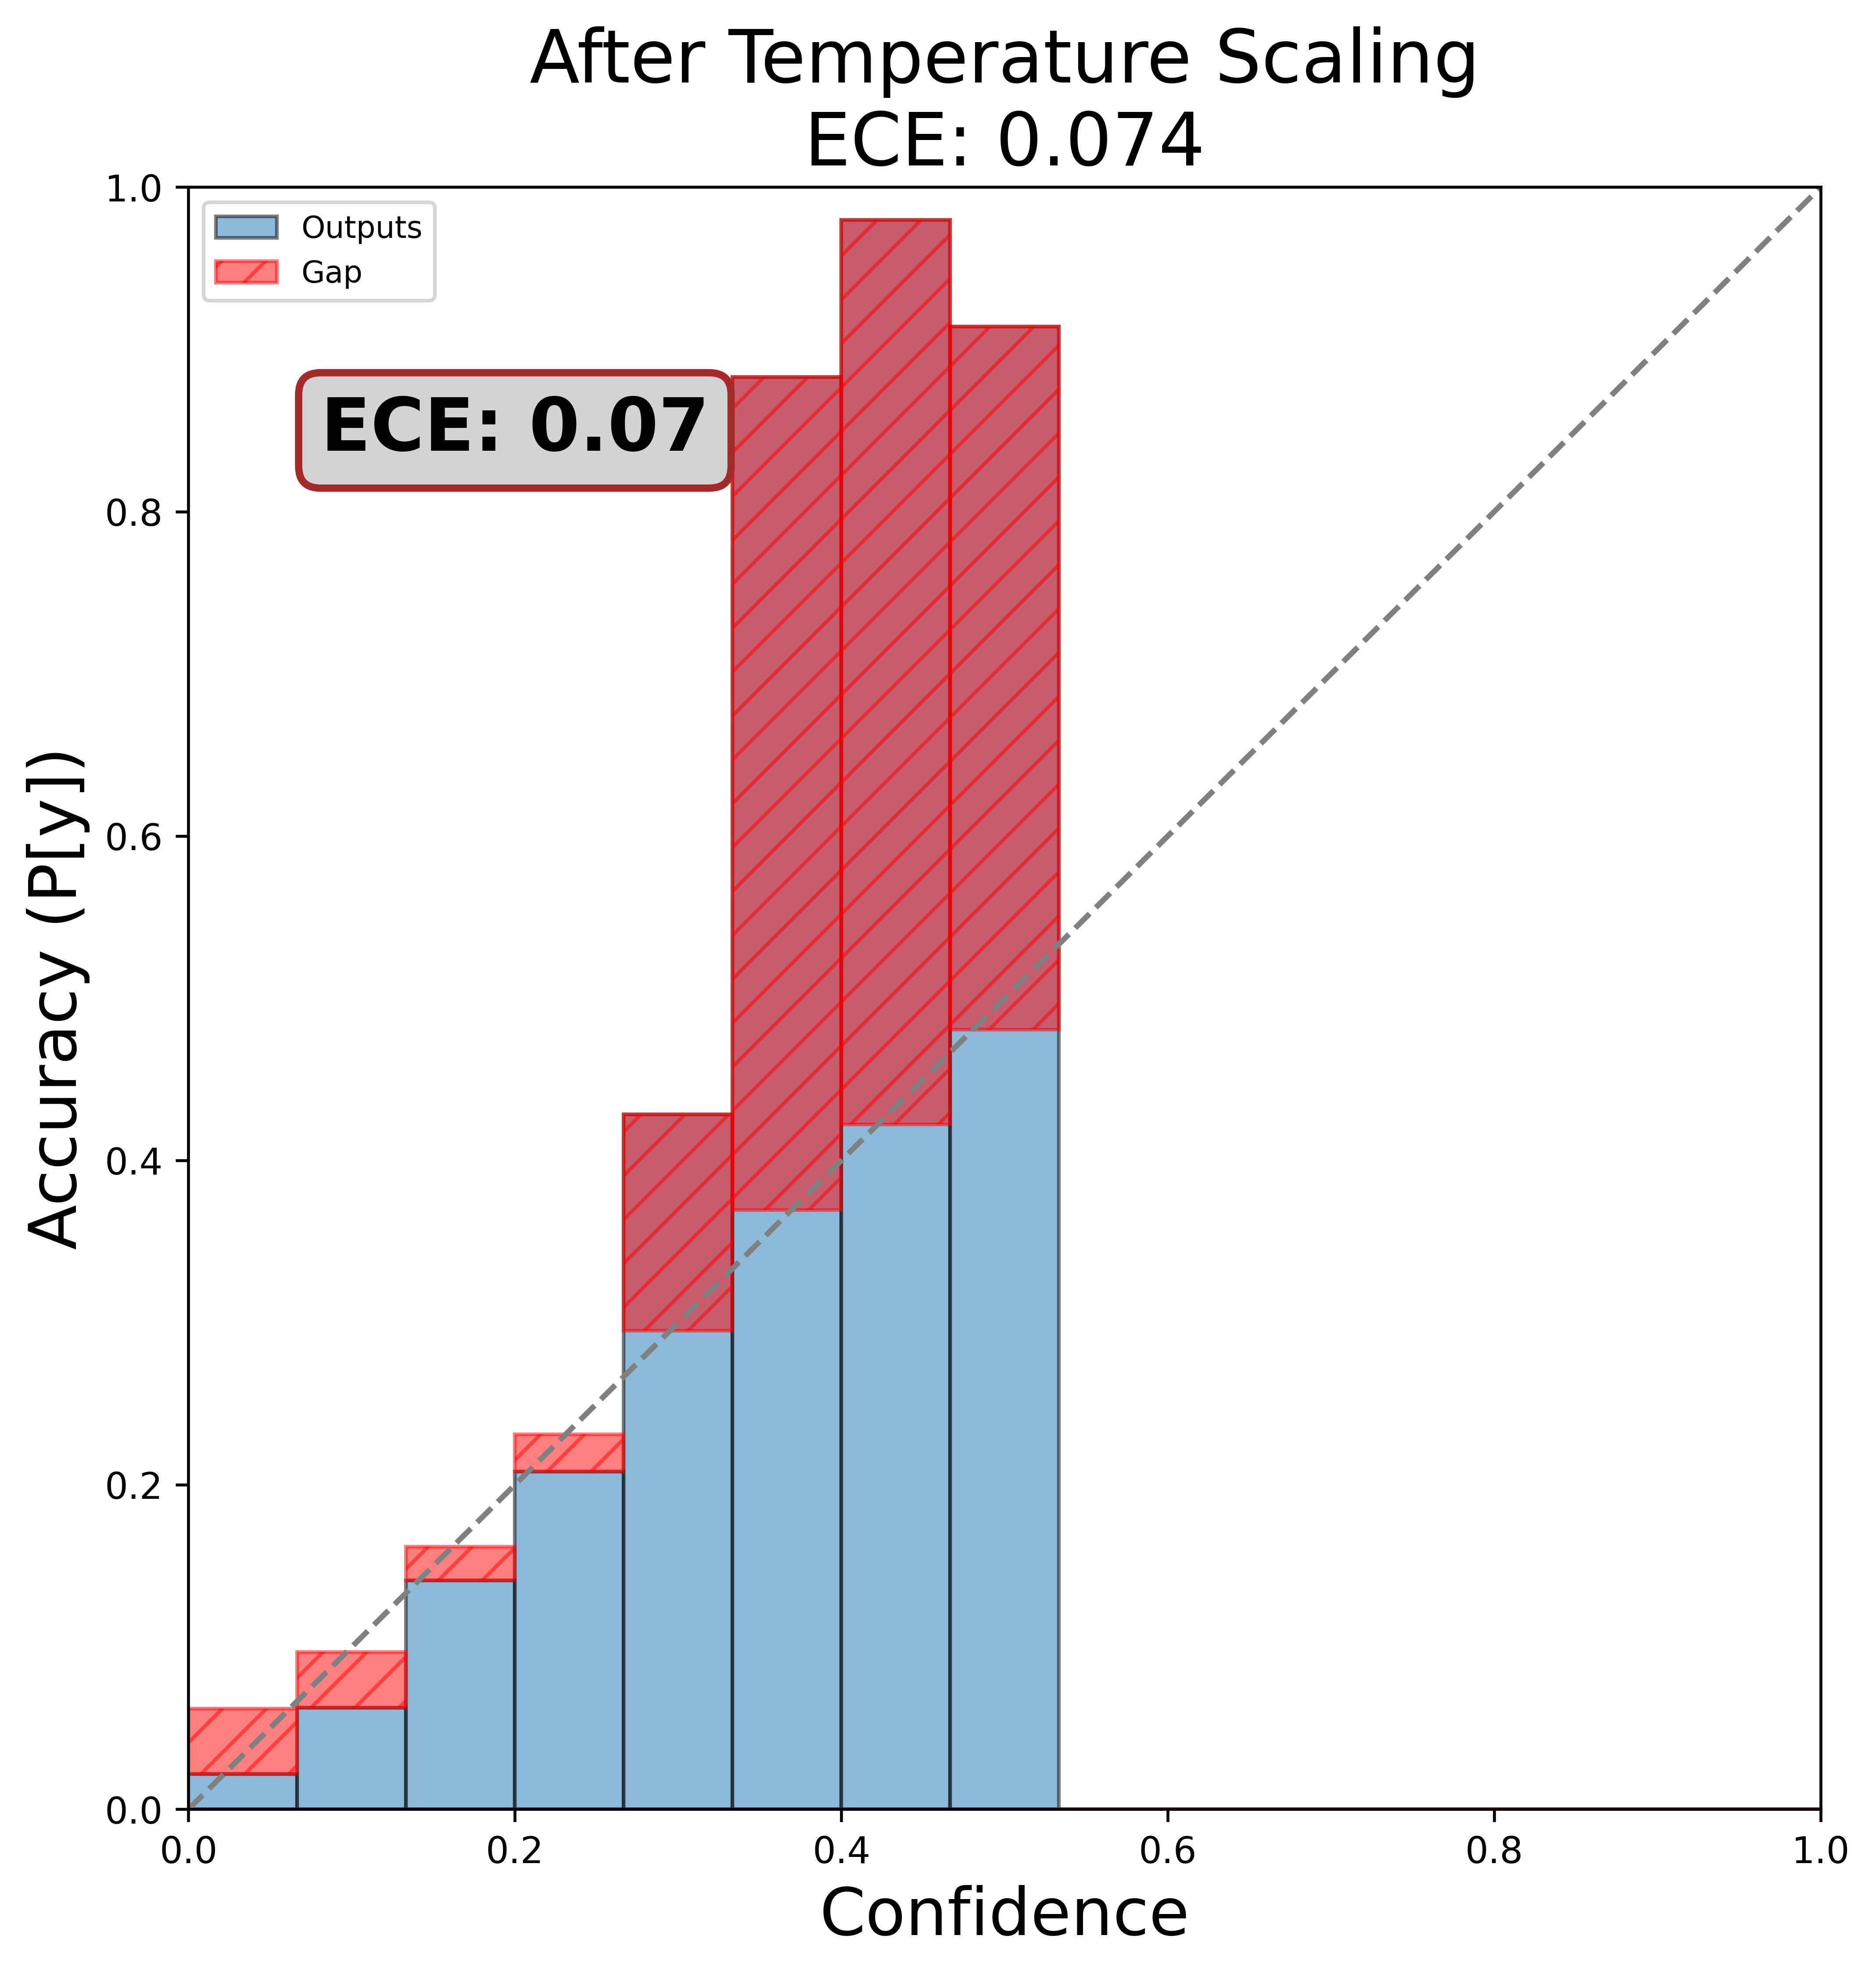 After Temperature Scaling
ECE: 0.074
Outputs
Gap
ECE: 0.07
Accuracy (P[y])
1.0
0.8
0.6
0.4
0.2
0.0
0.0 0.2 0.4 0.6 0.8 1.0
Confidence